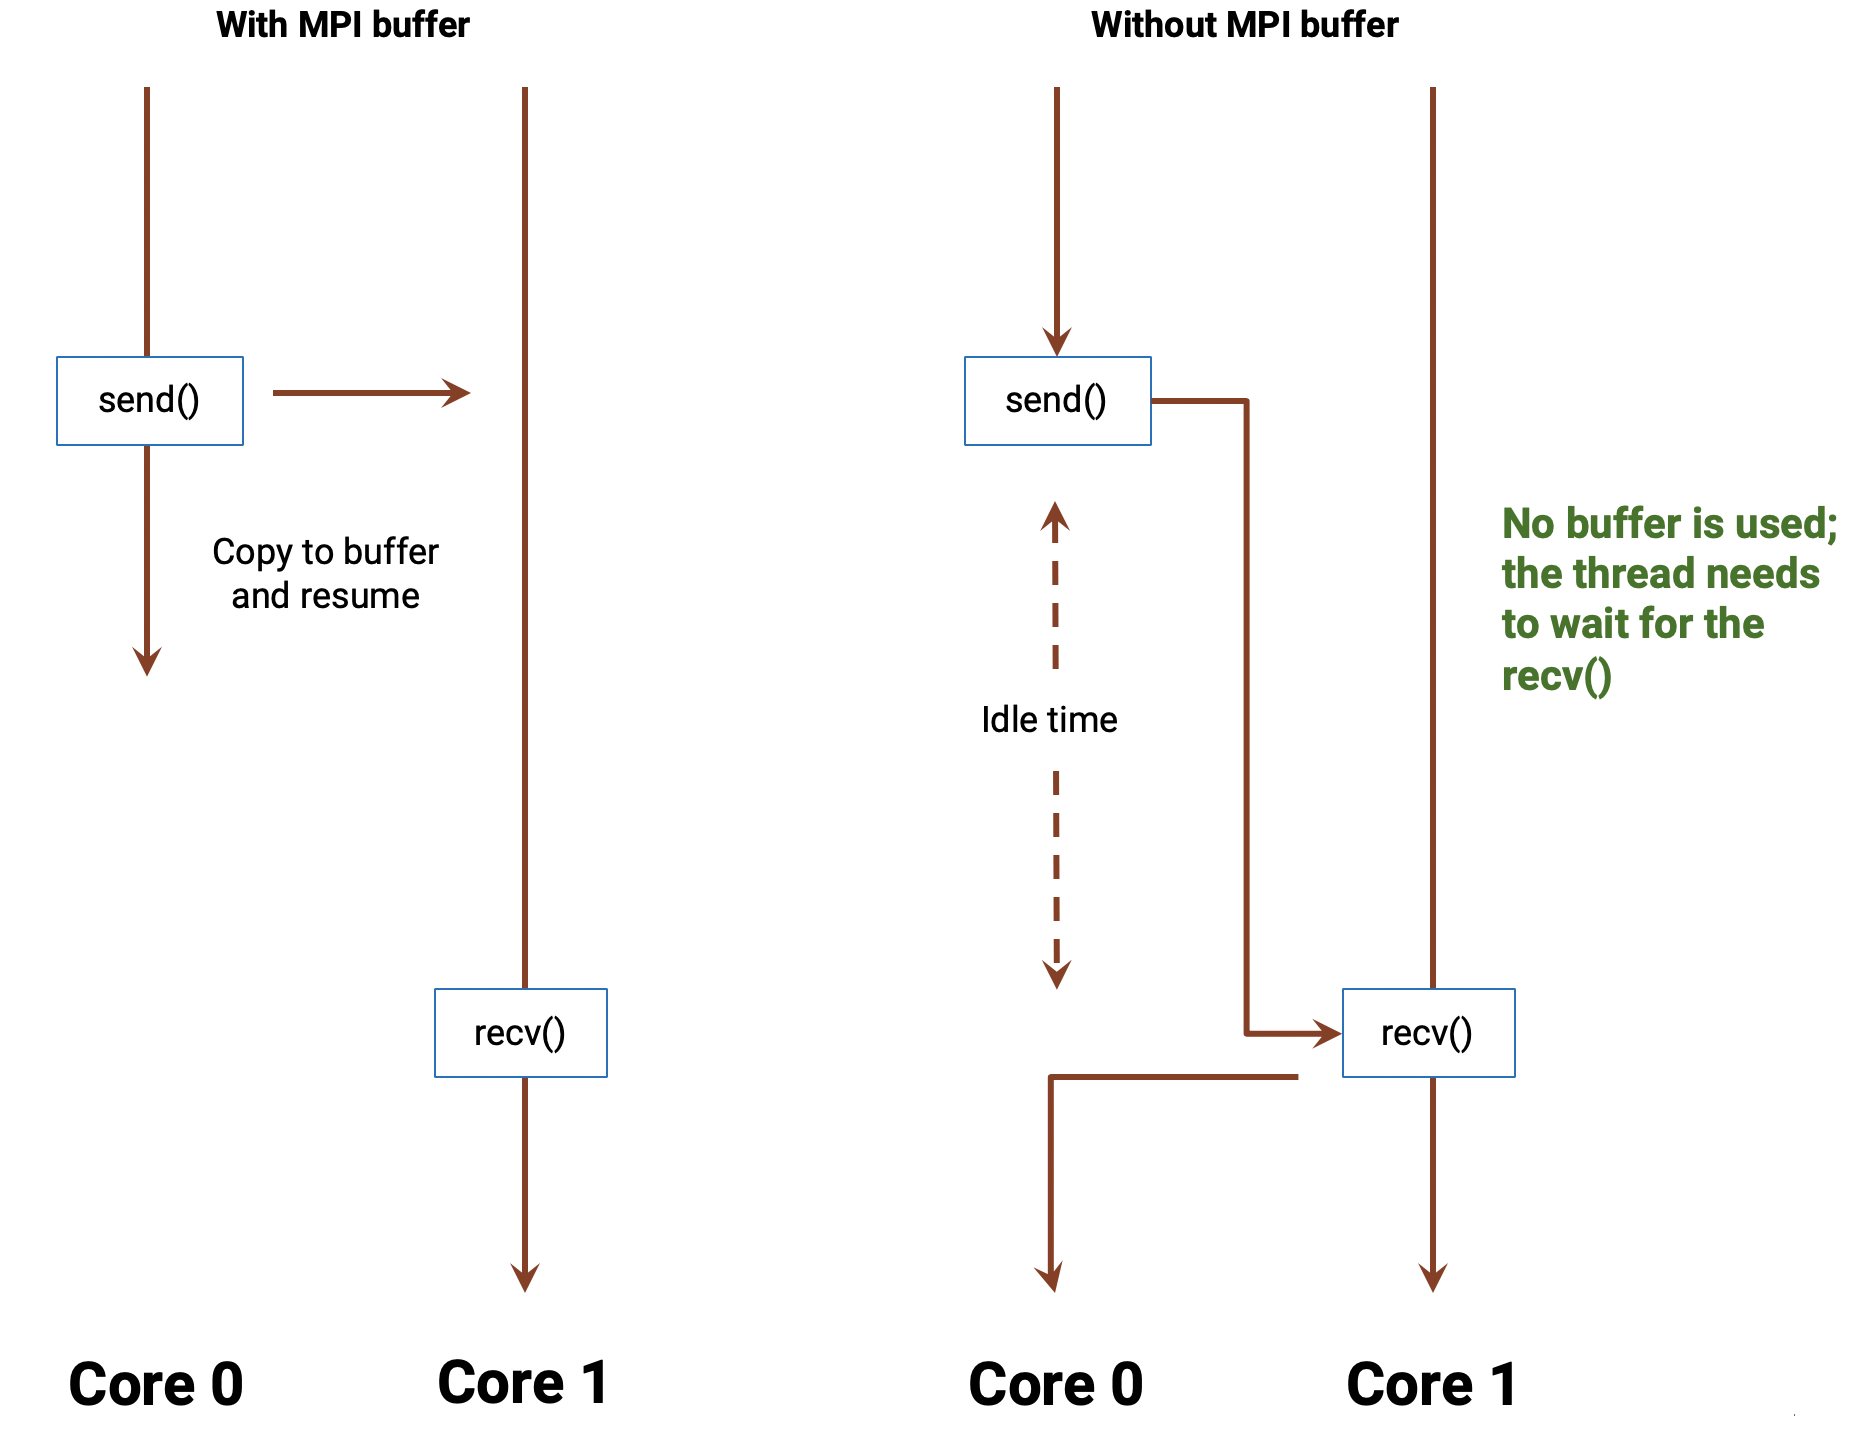 With MPI buffer
send()
Copy to buffer
and resume
recv()
Core 0
Core 1
Without MPI buffer
send()
Idle time
No buffer is used;
the thread needs
to wait for the
recv()
recv()
Core 0
Core 1